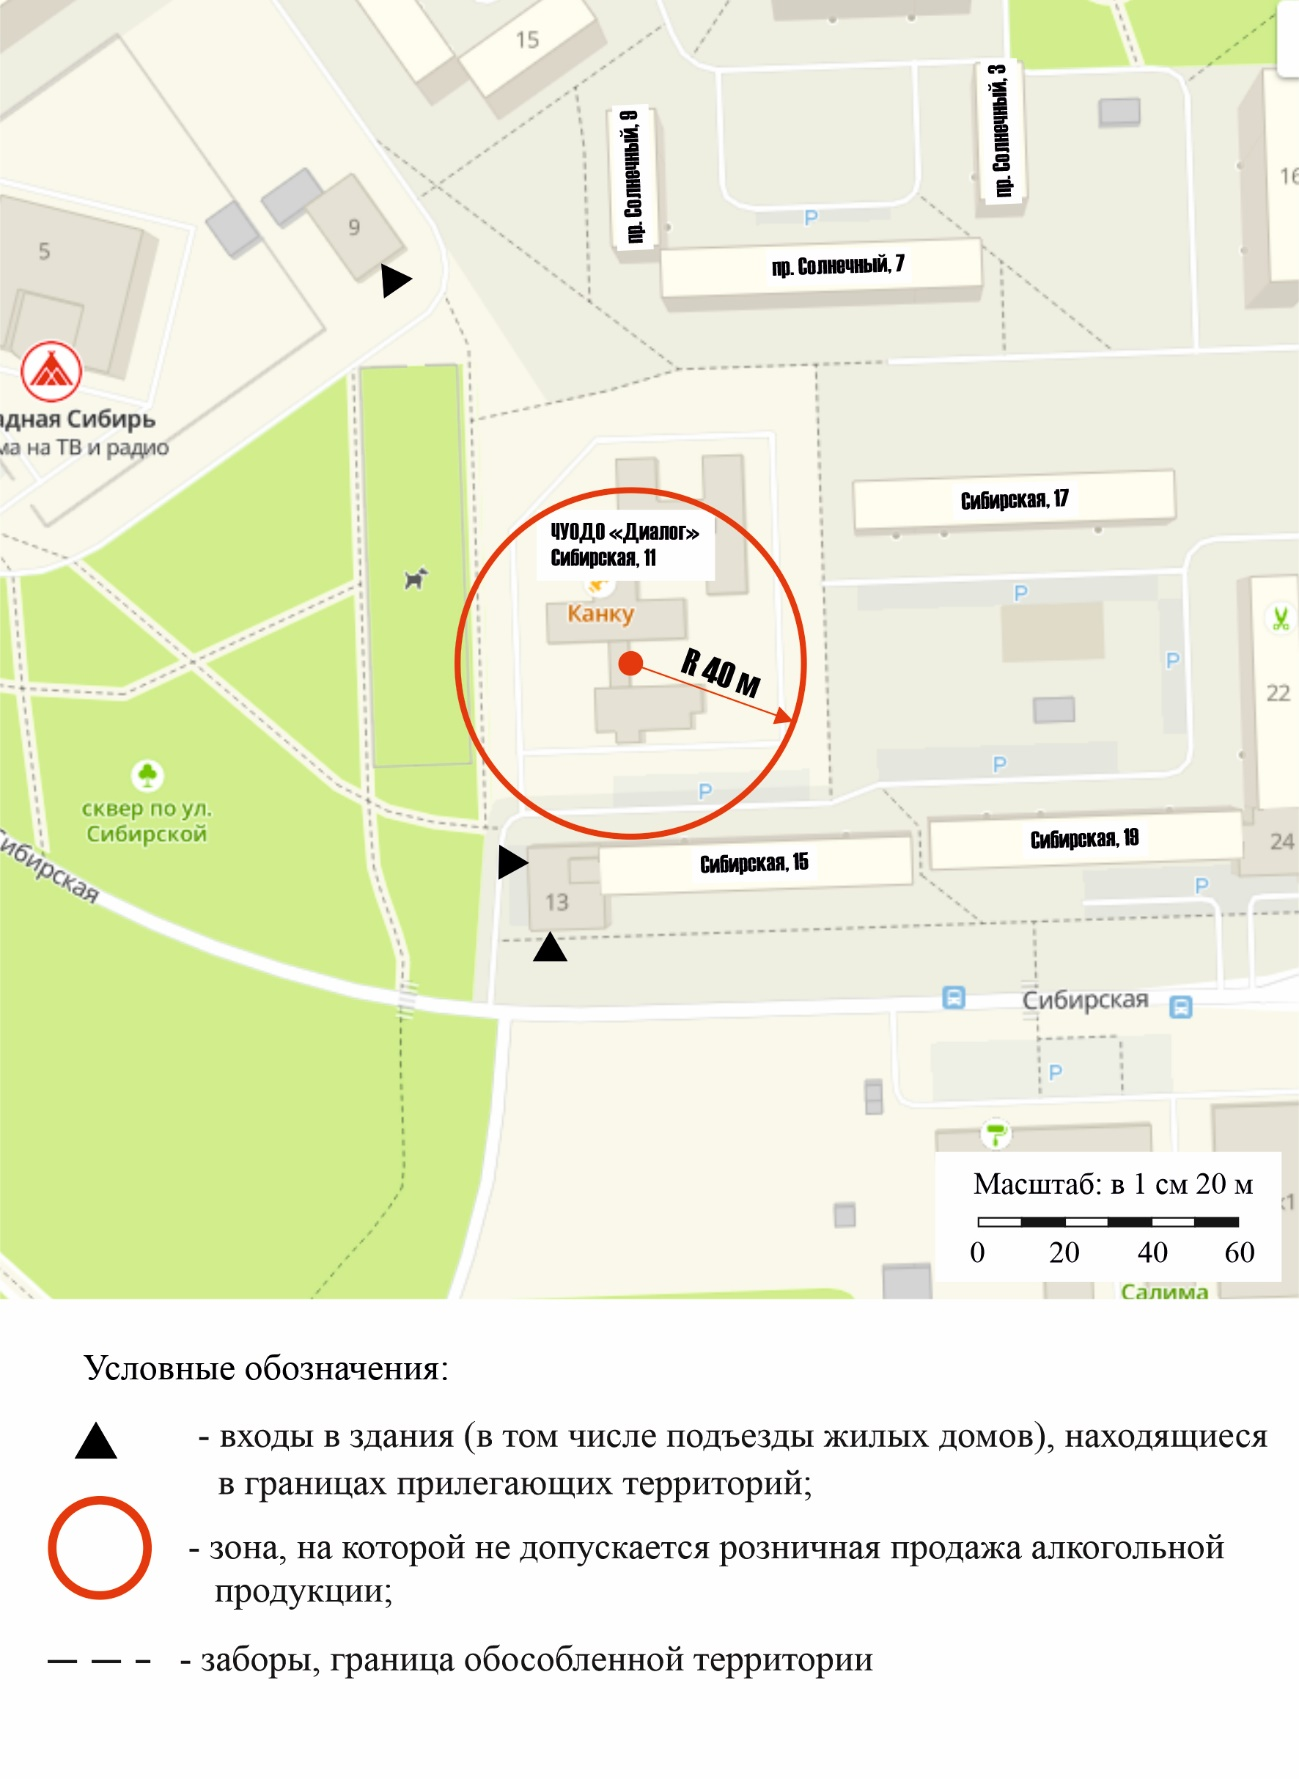 15
пр. Солнечный, 9
пр. Солнечный, 3
16
9
5
P
пр. Солнечный, 7
адная Сибирь
ма на ТВ и радио
Сибирская, 17
ЧУОДО «Диалог»
Сибирская, 11
P
Канку
P
R 40 м
22
P
P
сквер по ул.
Сибирской
Сибирская
Сибирская, 15
Сибирская, 19
24
P
13
Сибирская
P
Масштаб: в 1 см 20 м
к1
0 20 40 60
Салима
Условные обозначения:
- входы в здания (в том числе подъезды жилых домов), находящиеся
в границах прилегающих территорий;
- зона, на которой не допускается розничная продажа алкогольной
продукции;
- заборы, граница обособленной территории